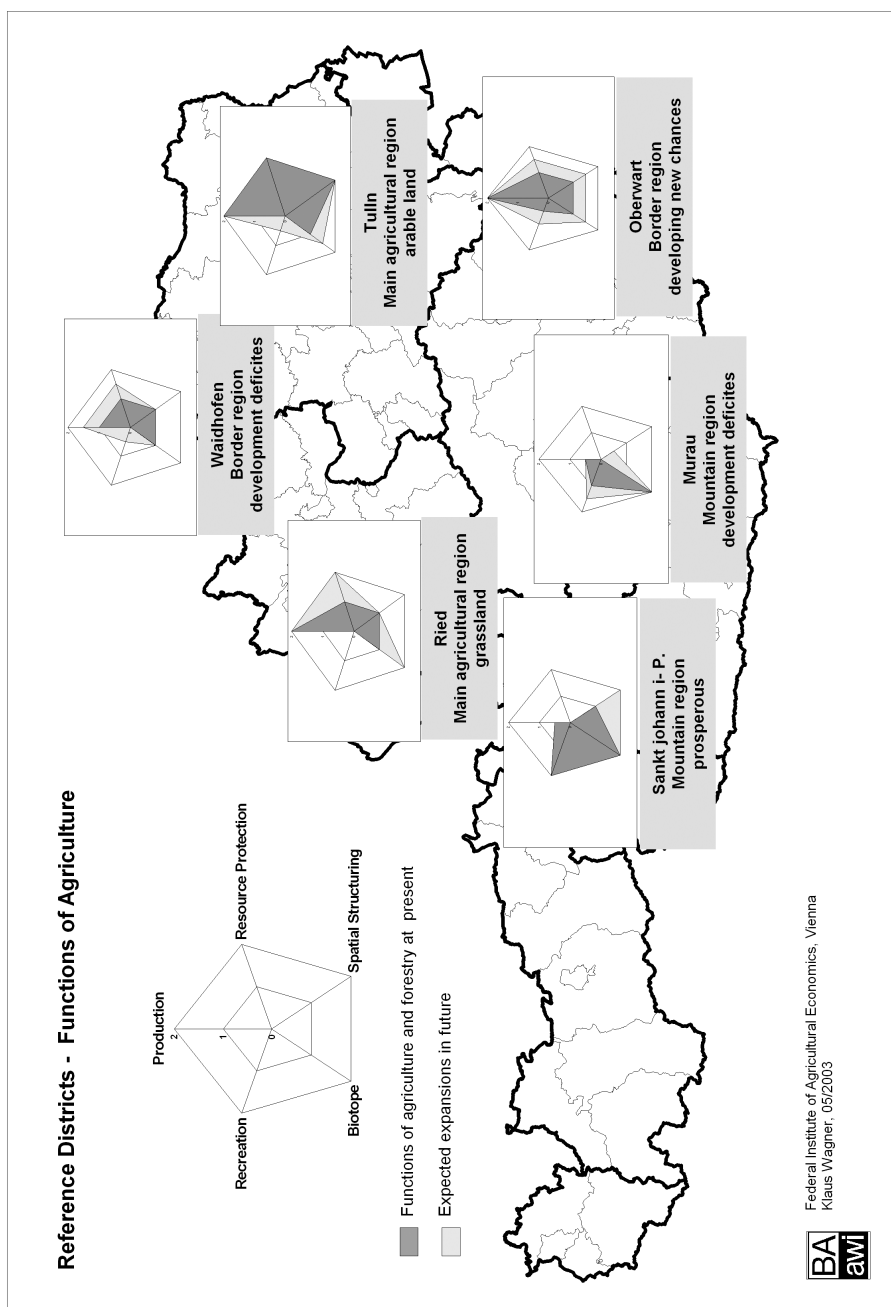 Reference Districts - Functions of Agriculture
Production
2
1
0
Resource Protection
Spatial Structuring
Biotope
Recreation
Functions of agriculture and forestry at present
Expected expansions in future
Waidhofen
Border region
development deficites
Tulln
Main agricultural region
arable land
Ried
Main agricultural region
grassland
Oberwart
Border region
developing new chances
Murau
Mountain region
development deficites
Sankt johann i- P.
Mountain region
prosperous
BA
awi
Federal Institute of Agricultural Economics, Vienna
Klaus Wagner, 05/2003